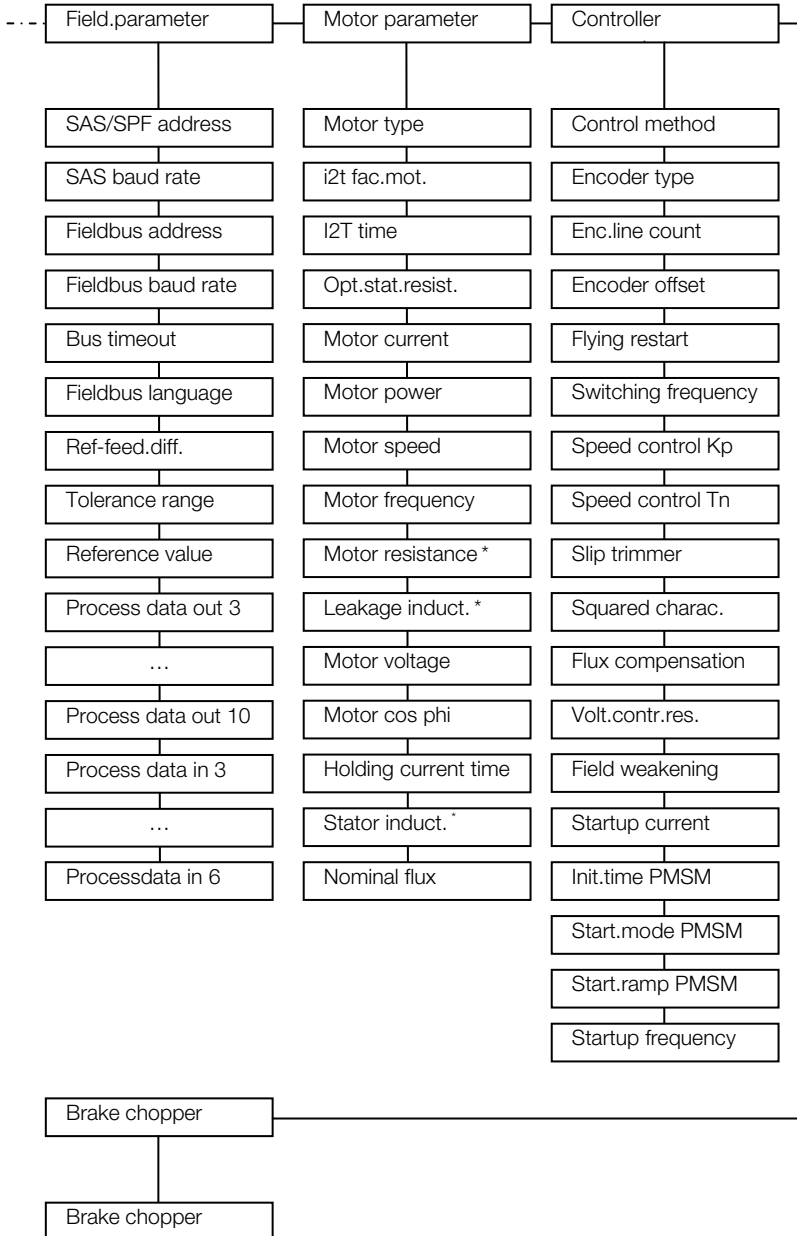 Field.parameter
Motor parameter
Controller
SAS/SPF address
SAS baud rate
Fieldbus address
Fieldbus baud rate
Bus timeout
Fieldbus language
Ref-feed.diff.
Tolerance range
Reference value
Process data out 3
...
Process data out 10
Process data in 3
...
Processdata in 6
Motor type
i2t fac.mot.
I2T time
Opt.stat.resist.
Motor current
Motor power
Motor speed
Motor frequency
Motor resistance *
Leakage induct. *
Motor voltage
Motor cos phi
Holding current time
Stator induct. *
Nominal flux
Control method
Encoder type
Enc.line count
Encoder offset
Flying restart
Switching frequency
Speed control Kp
Speed control Tn
Slip trimmer
Squared charac.
Flux compensation
Volt.contr.res.
Field weakening
Startup current
Init.time PMSM
Start.mode PMSM
Start.ramp PMSM
Startup frequency
Brake chopper
Brake chopper